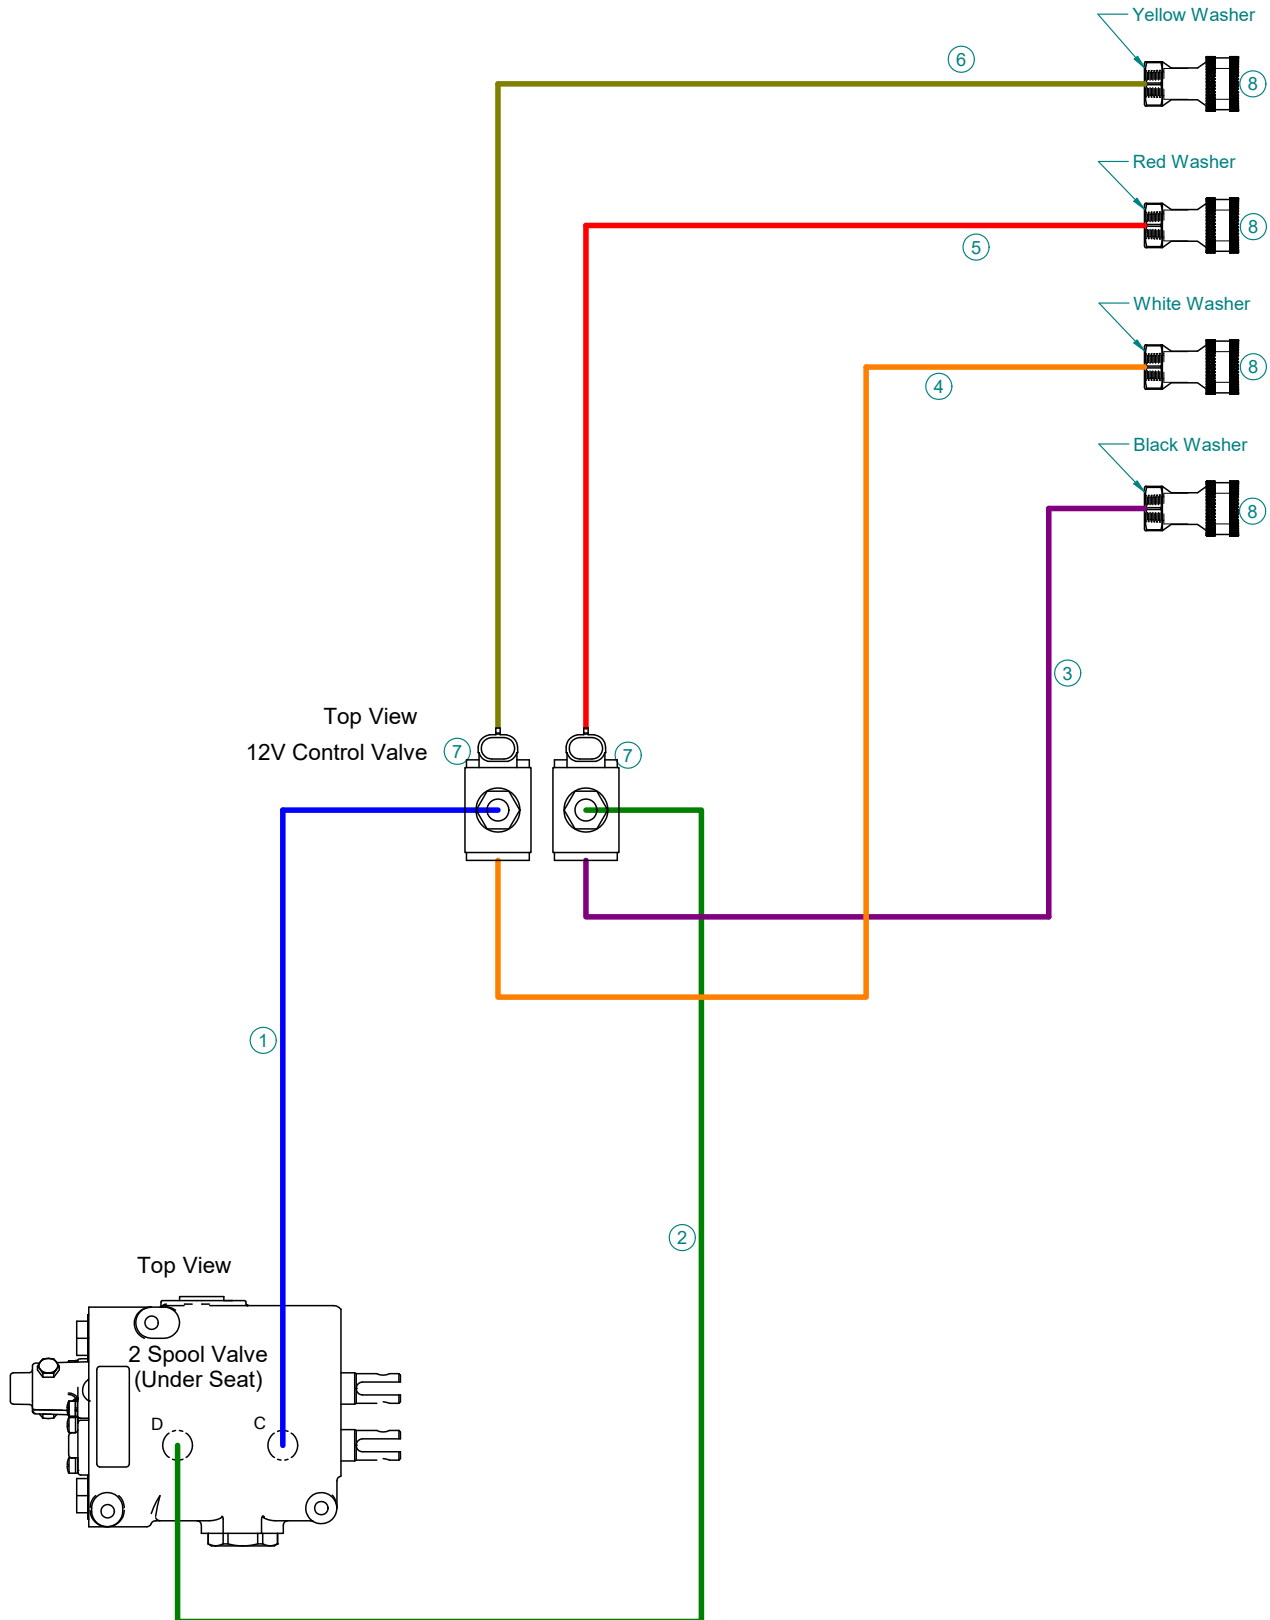 Yellow Washer
6
8
Red Washer
8
5
White Washer
8
4
Black Washer
8
3
Top View
12V Control Valve
7
7
1
2
Top View
2 Spool Valve
(Under Seat)
D
C